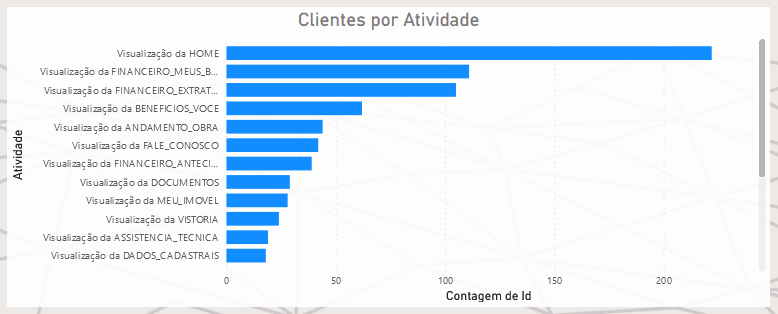 Clientes por Atividade
Atividade
Visualização da HOME
Visualização da FINANCEIRO_MEUS_B...
Visualização da FINANCEIRO_EXTRAT...
Visualização da BENEFICIOS_VOCE
Visualização da ANDAMENTO_OBRA
Visualização da FALE_CONOSCO
Visualização da FINANCEIRO_ANTECI...
Visualização da DOCUMENTOS
Visualização da MEU_IMOVEL
Visualização da VISTORIA
Visualização da ASSISTENCIA_TECNICA
Visualização da DADOS_CADASTRAIS
0 50 100 150 200
Contagem de Id